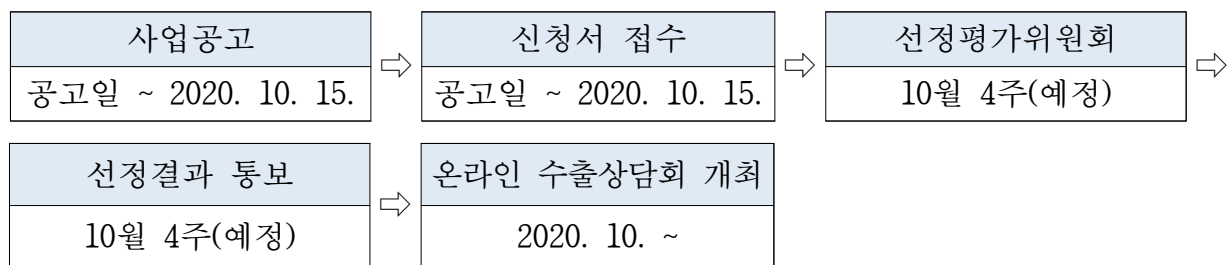 사업공고
공고일 ~ 2020. 10. 15.
신청서 접수
공고일 ~ 2020. 10. 15.
선정평가위원회
10월 4주(예정)
선정결과 통보
10월 4주(예정)
온라인 수출상담회 개최
2020. 10. ~